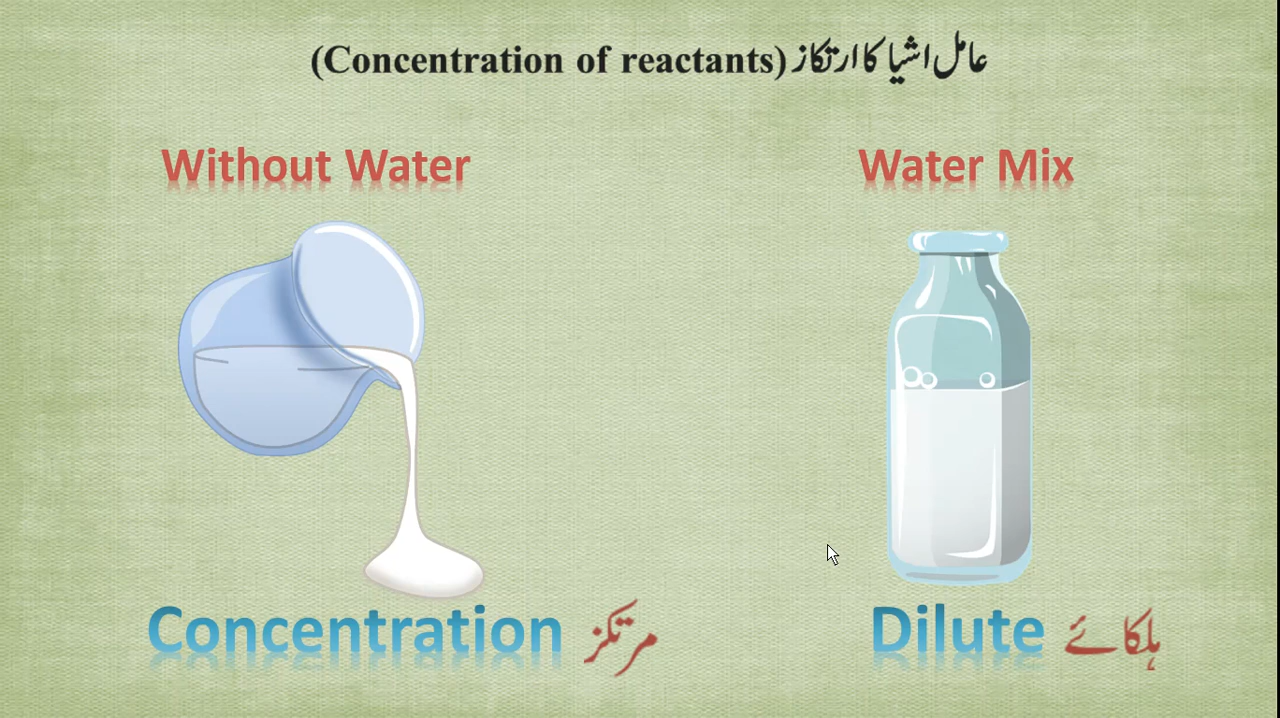 عامل اشیا کا ارتکاز (Concentration of reactants)
Without Water
Water Mix
Concentration مرتکز
Dilute ہلکائے